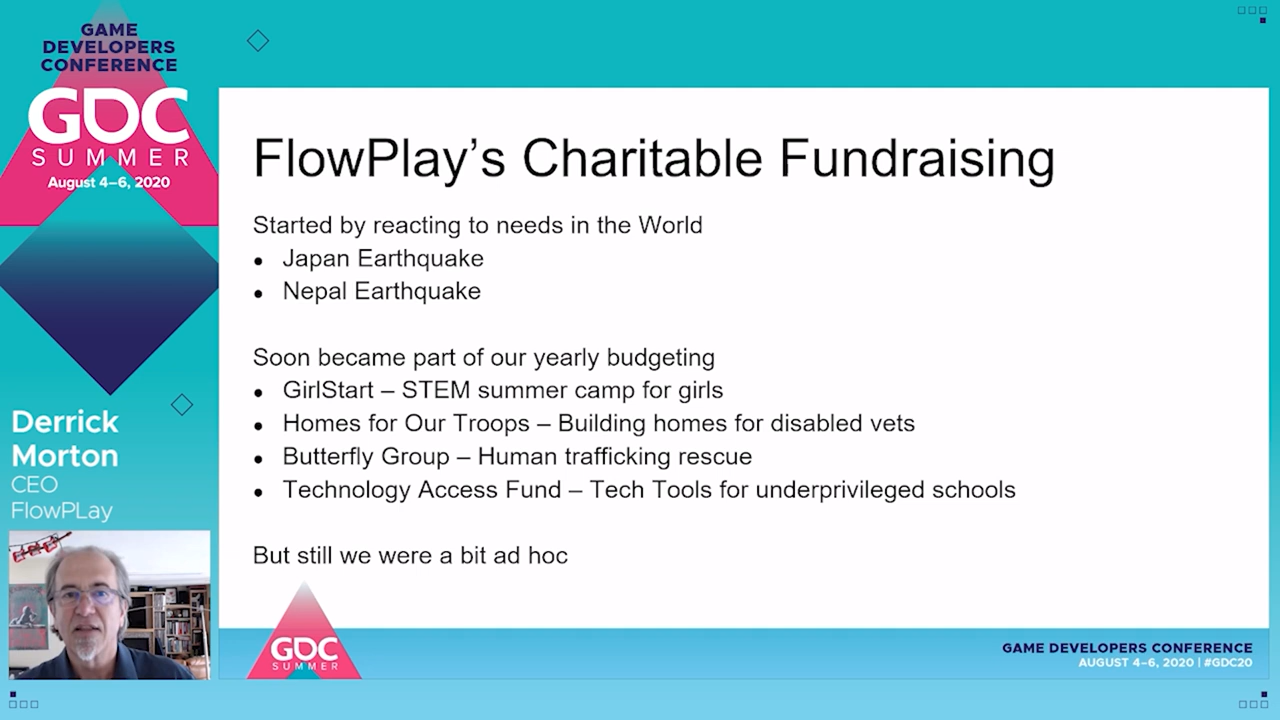 GAME
DEVELOPERS
CONFERENCE
GDC
SUMMER
August 4–6, 2020
Derrick
Morton
CEO
FlowPLay
FlowPlay’s Charitable Fundraising
Started by reacting to needs in the World
● Japan Earthquake
● Nepal Earthquake
Soon became part of our yearly budgeting
● GirlStart – STEM summer camp for girls
● Homes for Our Troops – Building homes for disabled vets
● Butterfly Group – Human trafficking rescue
● Technology Access Fund – Tech Tools for underprivileged schools
But still we were a bit ad hoc
GDC
SUMMER
GAME DEVELOPERS CONFERENCE
AUGUST 4–6, 2020 | #GDC20